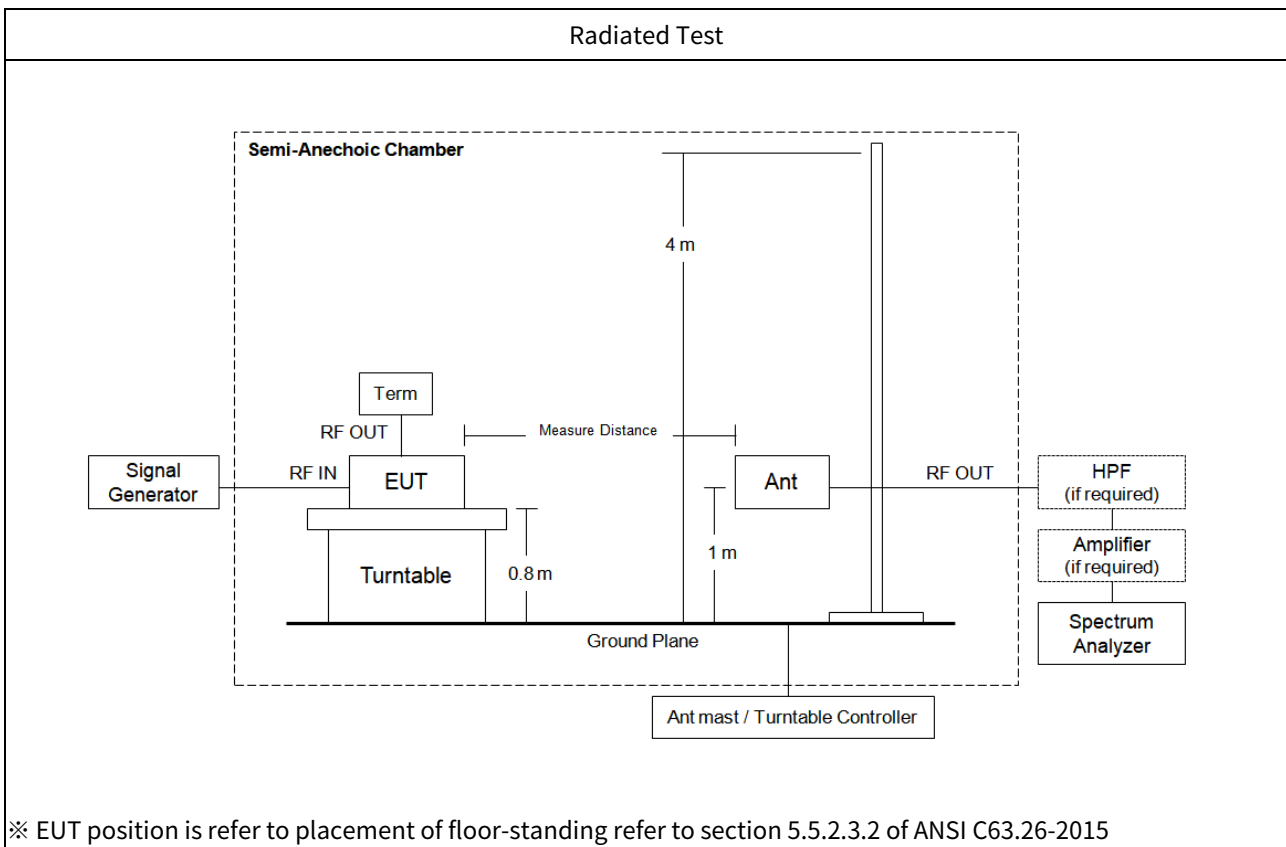 Radiated Test
Semi-Anechoic Chamber
4 m
Term
RF OUT
Measure Distance
Signal
Generator
RF IN
EUT
Ant
RF OUT
HPF
(if required)
Amplifier
(if required)
Spectrum
Analyzer
Turntable
0.8 m
1 m
Ground Plane
Ant mast / Turntable Controller
※ EUT position is refer to placement of floor-standing refer to section 5.5.2.3.2 of ANSI C63.26-2015